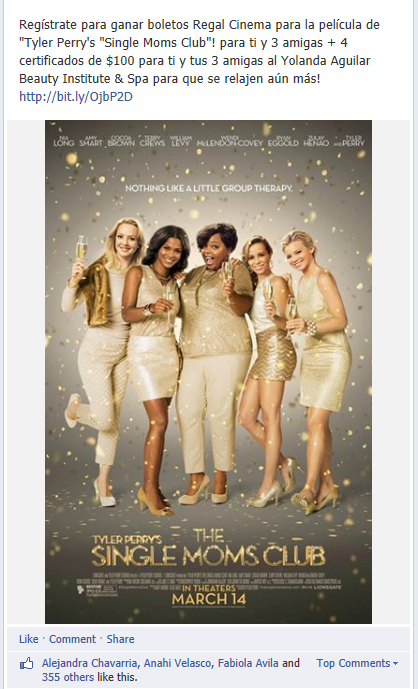 Regístrate para ganar boletos Regal Cinema para la película de
"Tyler Perry's "Single Moms Club"! para ti y 3 amigas + 4
certificados de $100 para ti y tus 3 amigas al Yolanda Aguilar
Beauty Institute & Spa para que se relajen aún más!
http://bit.ly/OjbP2D
NIA LONG AMY SMART COCOA BROWN TERRY CREWS WILLIAM LEVY WENDI McLENDON-COVEY RYAN EGGOLD ZULAY HENAO and TYLER PERRY
NOTHING LIKE A LITTLE GROUP THERAPY.
TYLER PERRY'S THE
SINGLE MOMS CLUB
IN THEATERS
MARCH 14
LIONSGATE
Like · Comment · Share
Alejandra Chavarria, Anahi Velasco, Fabiola Avila and Top Comments
355 others like this.